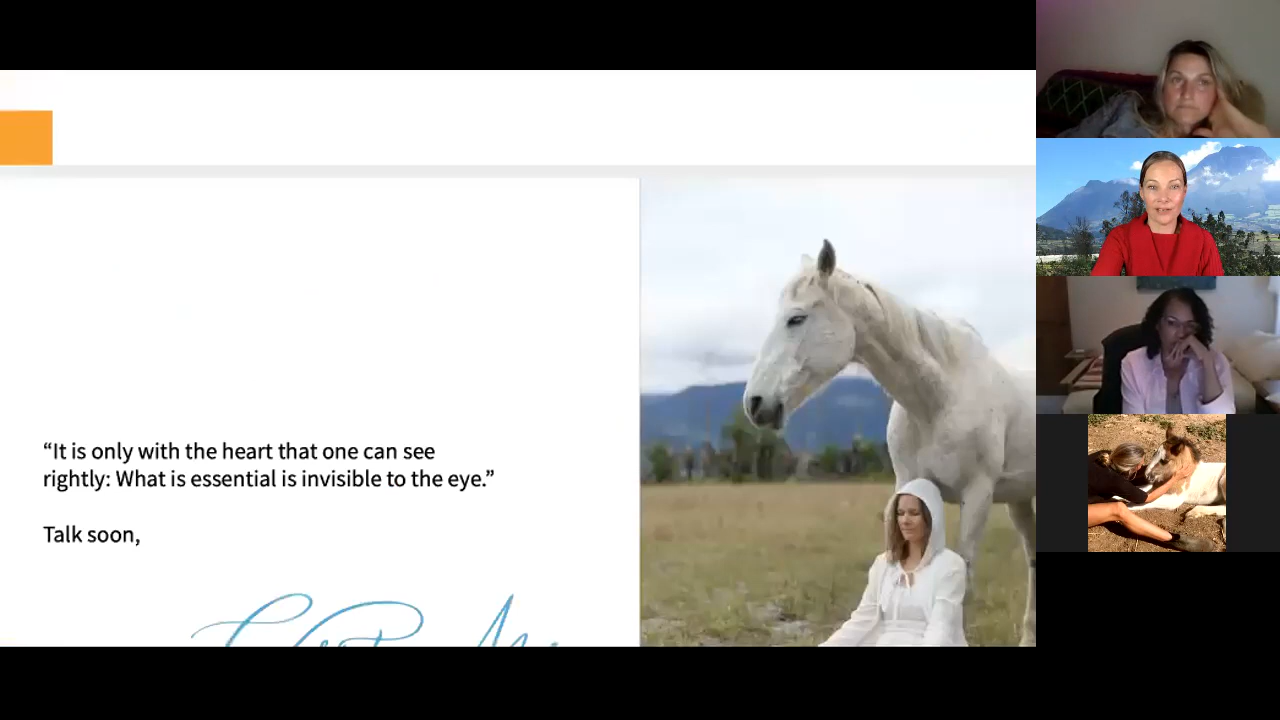 “It is only with the heart that one can see
rightly: What is essential is invisible to the eye.”
Talk soon,